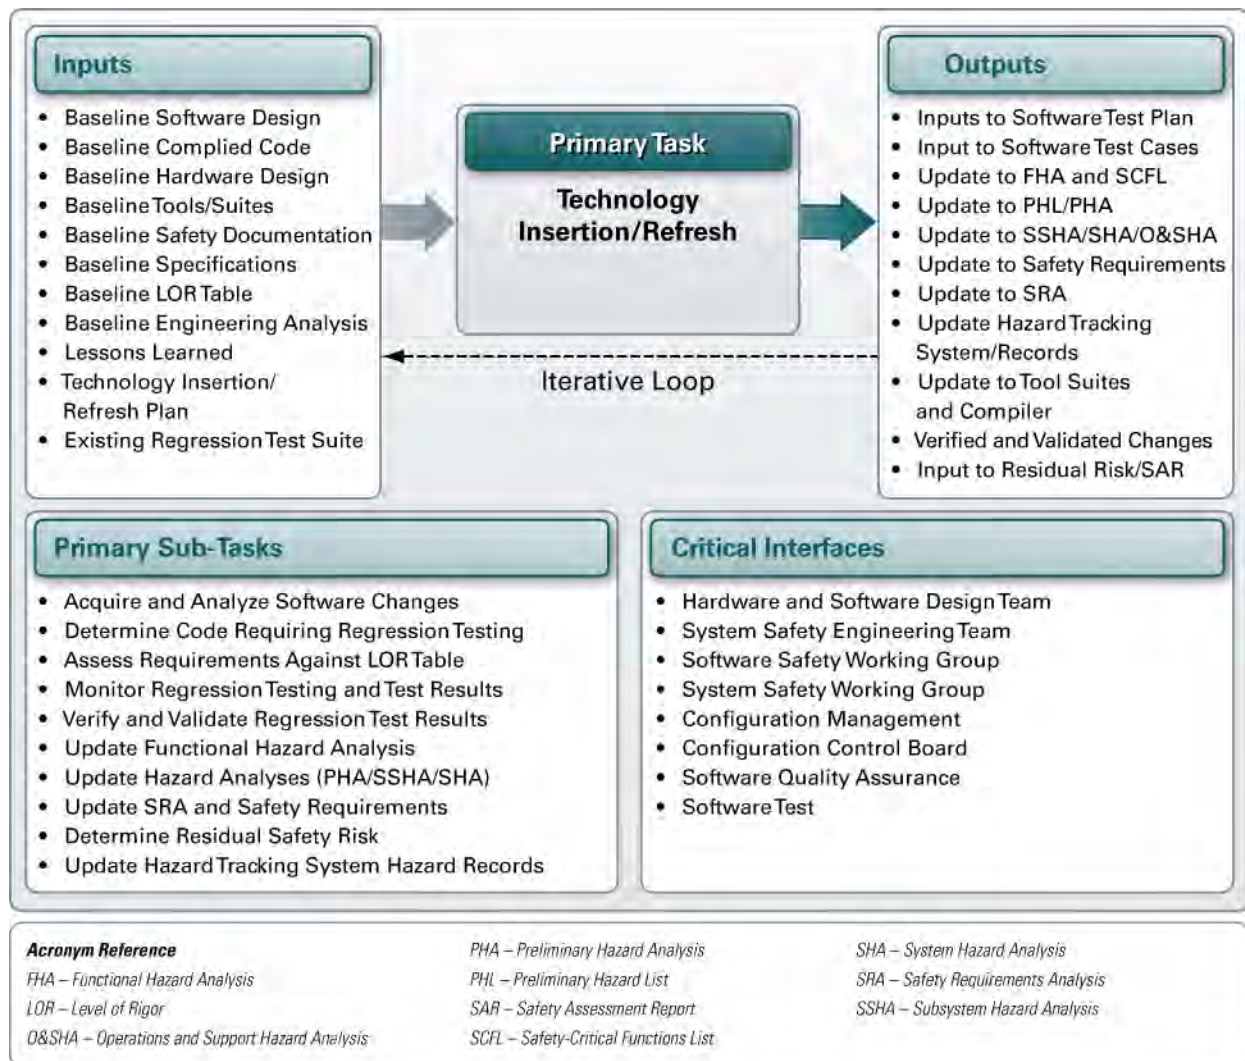 Inputs
• Baseline Software Design
• Baseline Complied Code
• Baseline Hardware Design
• Baseline Tools/Suites
• Baseline Safety Documentation
• Baseline Specifications
• Baseline LOR Table
• Baseline Engineering Analysis
• Lessons Learned
• Technology Insertion/
Refresh Plan
• Existing Regression Test Suite
Primary Task
Technology
Insertion/Refresh
Iterative Loop
Outputs
• Inputs to Software Test Plan
• Input to Software Test Cases
• Update to FHA and SCFL
• Update to PHL/PHA
• Update to SSHA/SHA/O&SHA
• Update to Safety Requirements
• Update to SRA
• Update Hazard Tracking
System/Records
• Update to Tool Suites
and Compiler
• Verified and Validated Changes
• Input to Residual Risk/SAR
Primary Sub-Tasks
• Acquire and Analyze Software Changes
• Determine Code Requiring Regression Testing
• Assess Requirements Against LOR Table
• Monitor Regression Testing and Test Results
• Verify and Validate Regression Test Results
• Update Functional Hazard Analysis
• Update Hazard Analyses (PHA/SSHA/SHA)
• Update SRA and Safety Requirements
• Determine Residual Safety Risk
• Update Hazard Tracking System Hazard Records
Critical Interfaces
• Hardware and Software Design Team
• System Safety Engineering Team
• Software Safety Working Group
• System Safety Working Group
• Configuration Management
• Configuration Control Board
• Software Quality Assurance
• Software Test
Acronym Reference
FHA – Functional Hazard Analysis
LOR – Level of Rigor
O&SHA – Operations and Support Hazard Analysis
PHA – Preliminary Hazard Analysis
PHL – Preliminary Hazard List
SAR – Safety Assessment Report
SCFL – Safety-Critical Functions List
SHA – System Hazard Analysis
SRA – Safety Requirements Analysis
SSHA – Subsystem Hazard Analysis